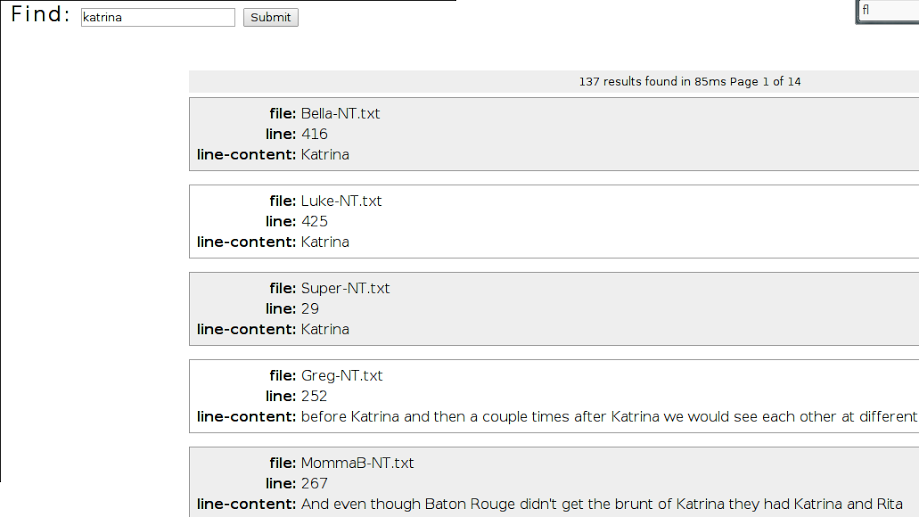 Find: katrina Submit
fl
137 results found in 85ms Page 1 of 14
file: Bella-NT.txt
line: 416
line-content: Katrina
file: Luke-NT.txt
line: 425
line-content: Katrina
file: Super-NT.txt
line: 29
line-content: Katrina
file: Greg-NT.txt
line: 252
line-content: before Katrina and then a couple times after Katrina we would see each other at different
file: MommaB-NT.txt
line: 267
line-content: And even though Baton Rouge didn't get the brunt of Katrina they had Katrina and Rita